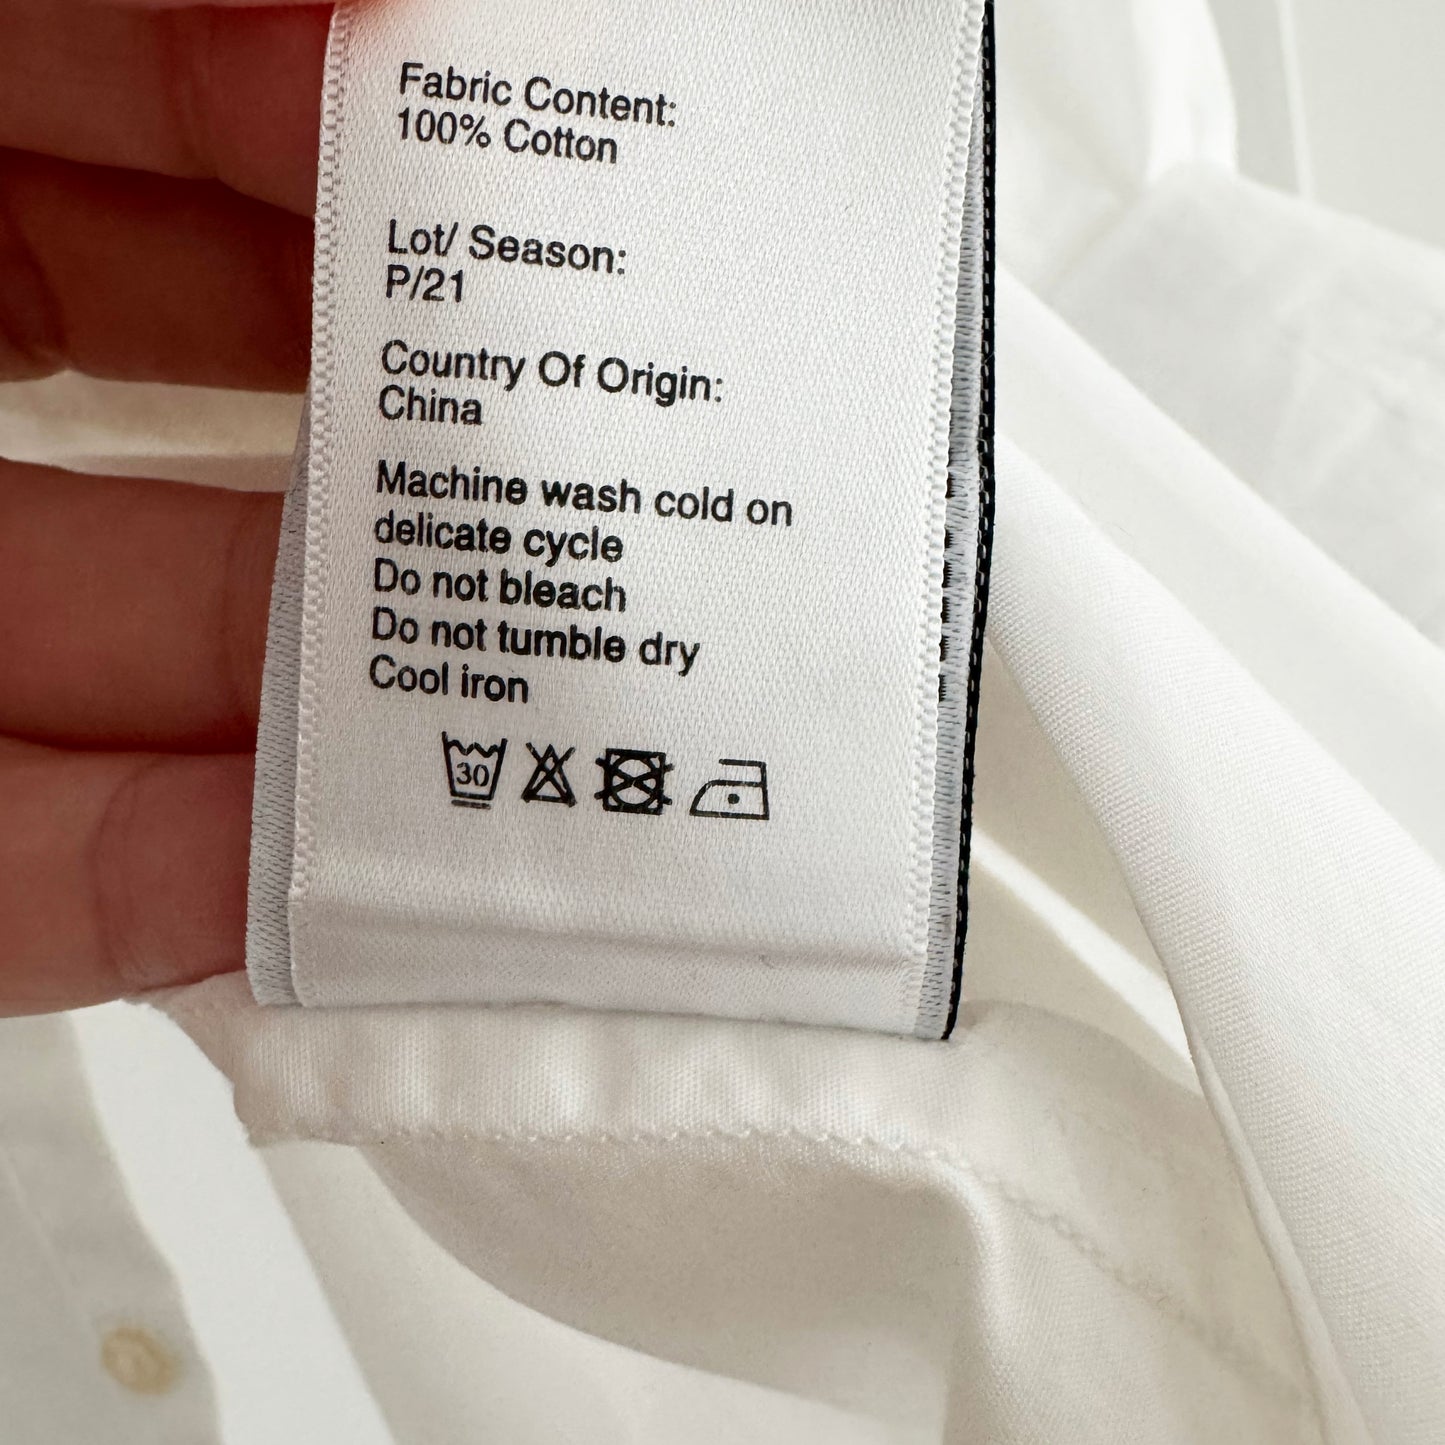 Fabric Content:
100% Cotton
Lot/ Season:
P/21
Country Of Origin:
China
Machine wash cold on
delicate cycle
Do not bleach
Do not tumble dry
Cool iron
30